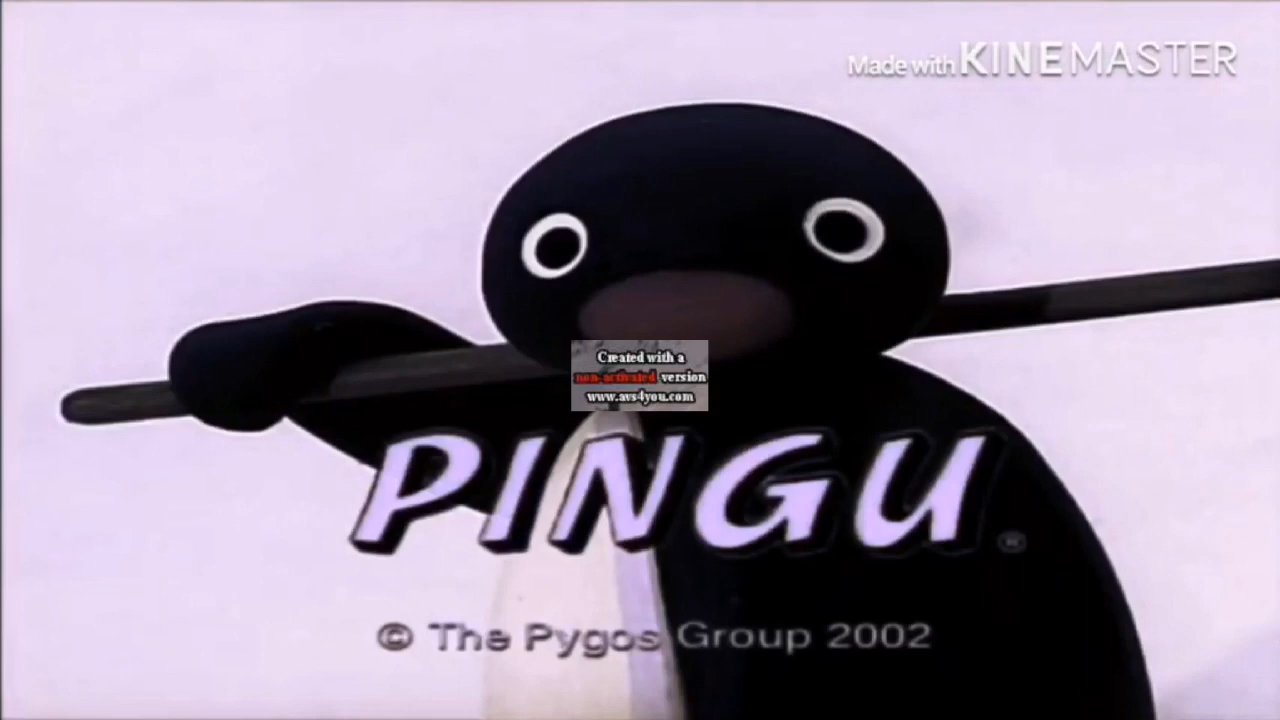 Made with KINEMASTER
Created with a
non-activated version
www.avs4you.com
PINGU ®
© The Pygos Group 2002